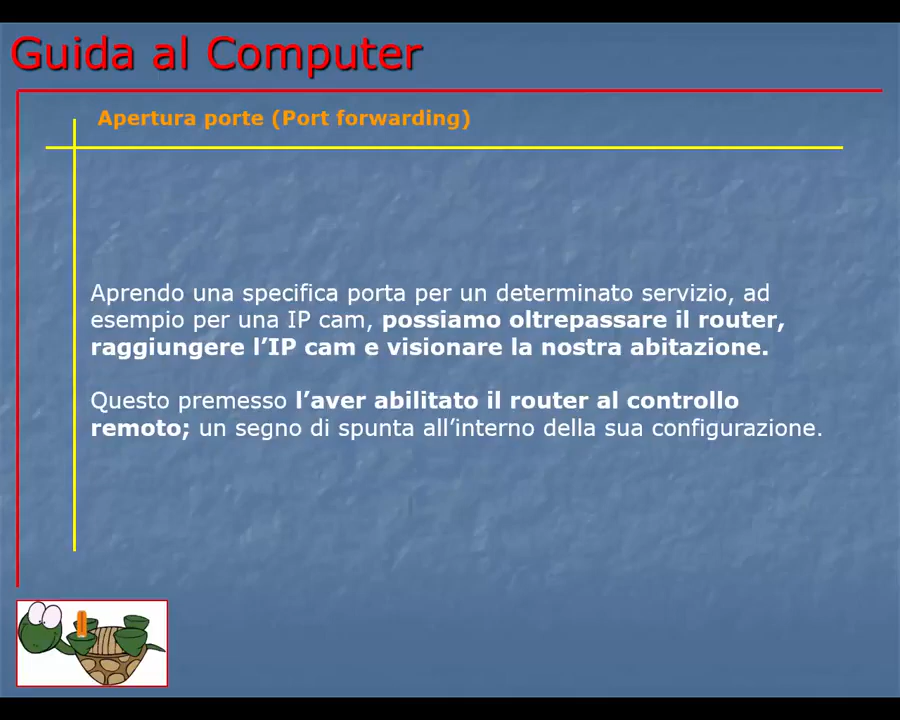 Guida al Computer
Apertura porte (Port forwarding)
Aprendo una specifica porta per un determinato servizio, ad
esempio per una IP cam, possiamo oltrepassare il router,
raggiungere l’IP cam e visionare la nostra abitazione.
Questo premesso l’aver abilitato il router al controllo
remoto; un segno di spunta all’interno della sua configurazione.